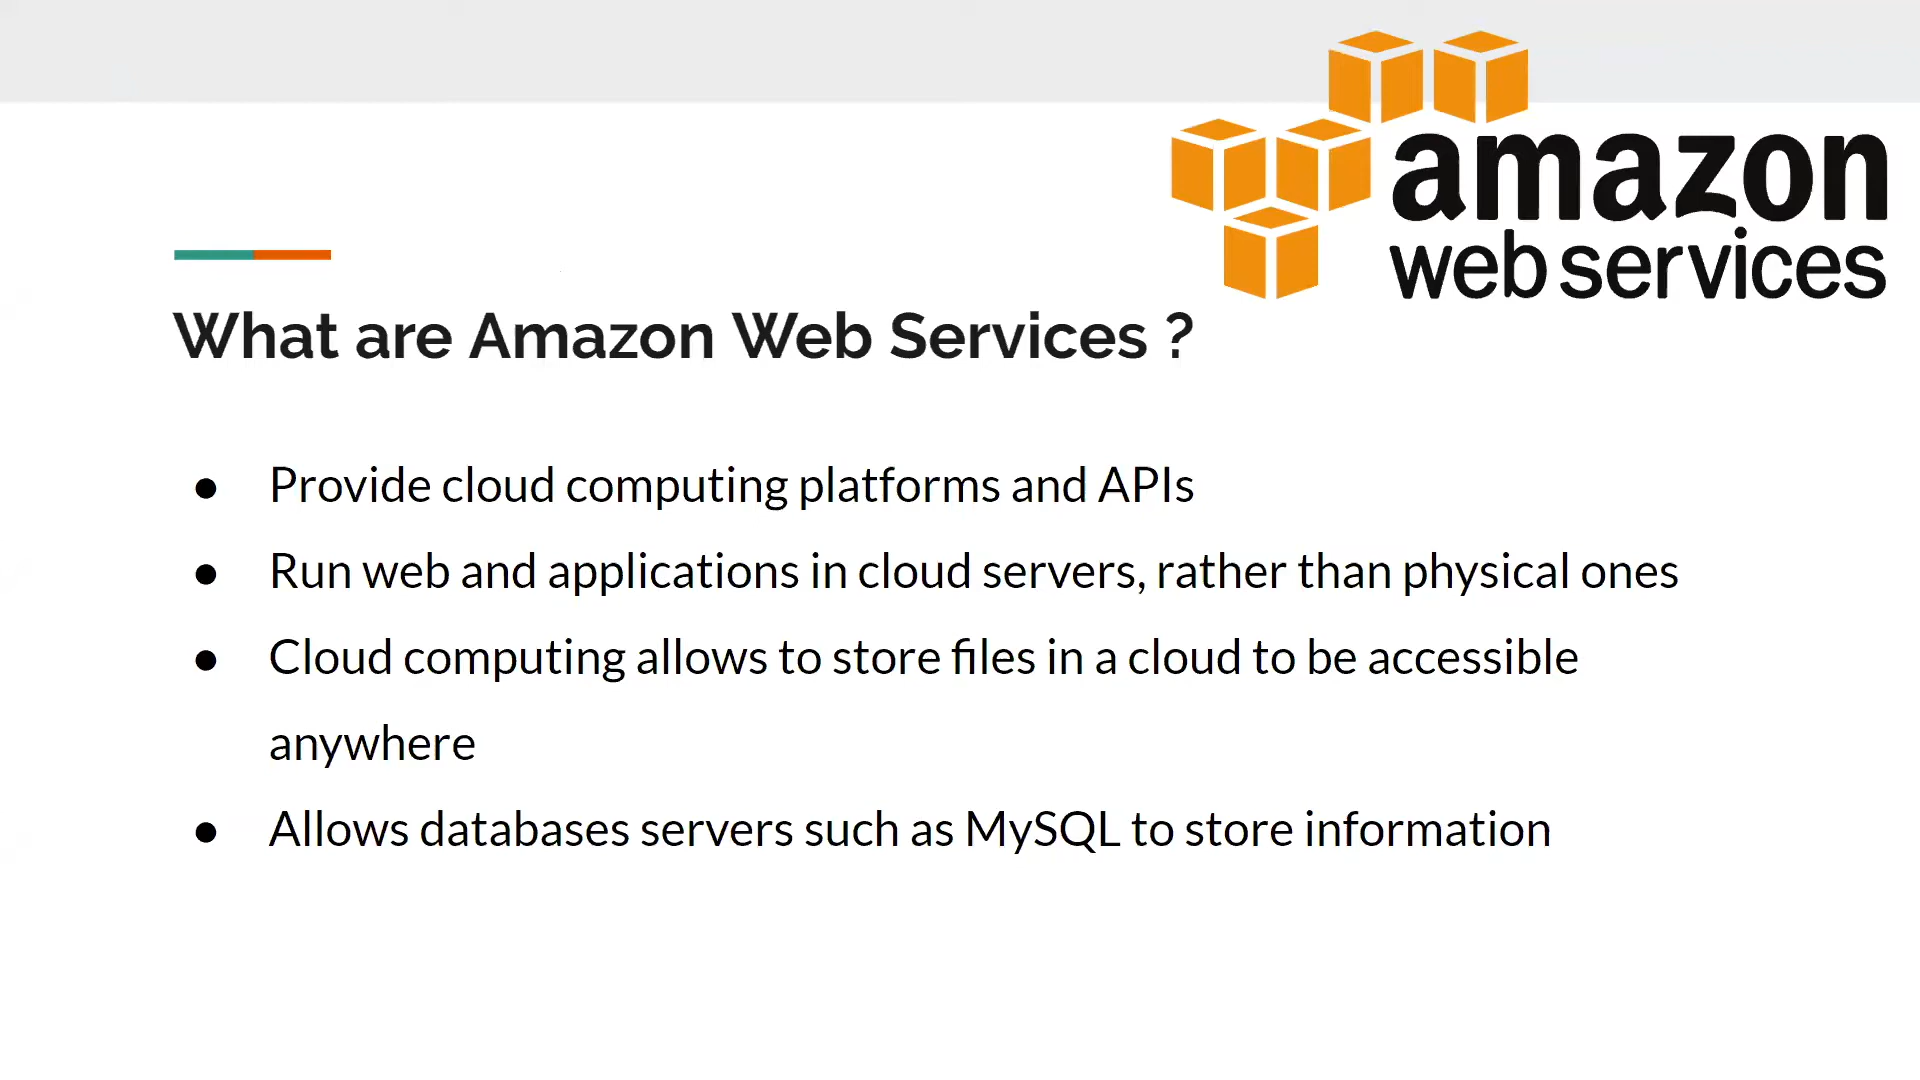 amazon
web services
What are Amazon Web Services ?
● Provide cloud computing platforms and APIs
● Run web and applications in cloud servers, rather than physical ones
● Cloud computing allows to store files in a cloud to be accessible
anywhere
● Allows databases servers such as MySQL to store information